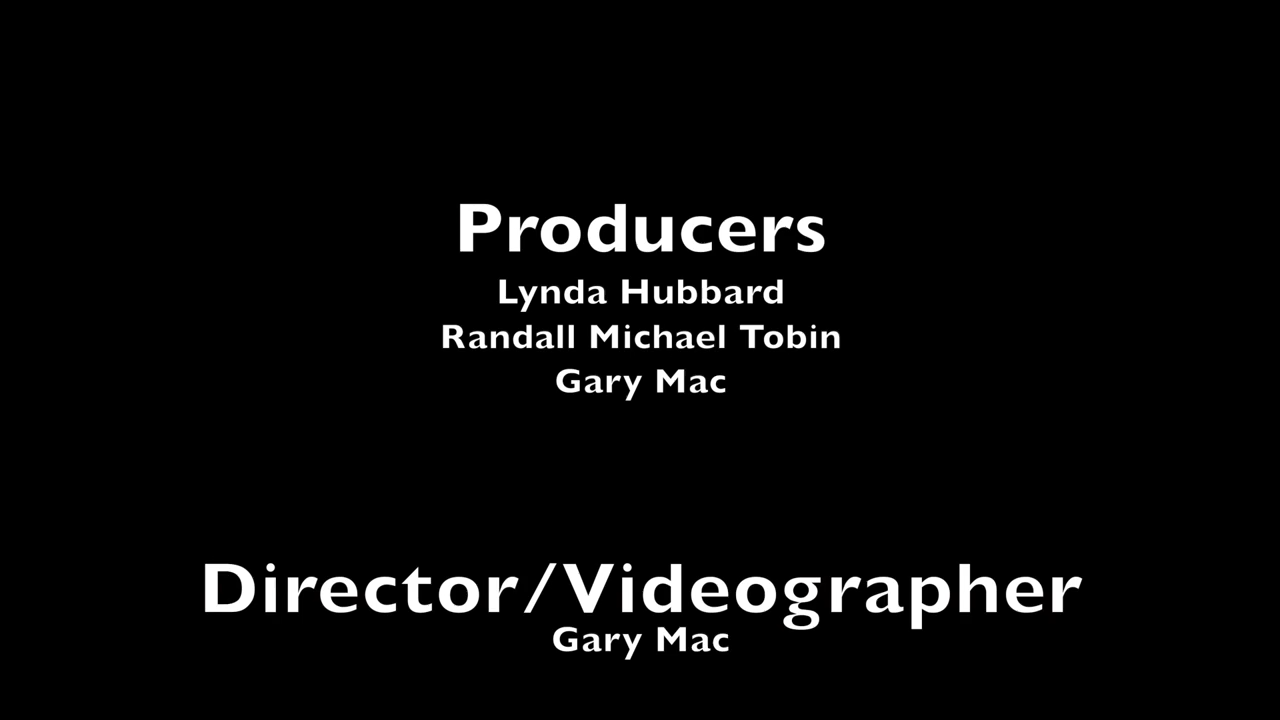 Producers
Lynda Hubbard
Randall Michael Tobin
Gary Mac
Director/Videographer
Gary Mac